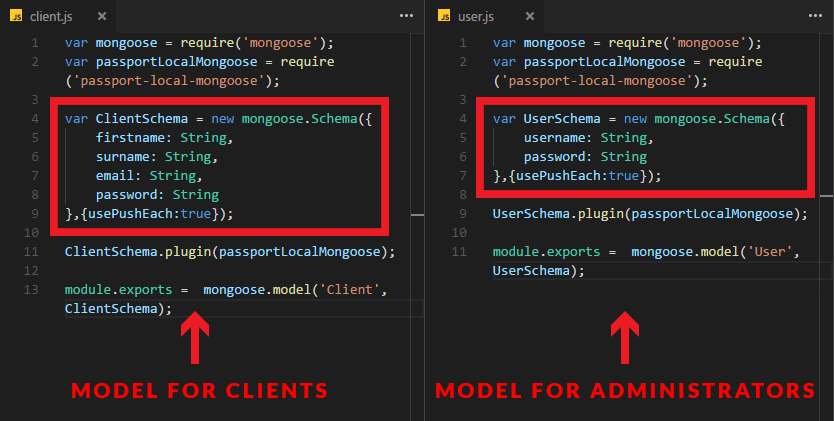 JS client.js × ...
1 var mongoose = require('mongoose');
2 var passportLocalMongoose = require
('passport-local-mongoose');
3
4 var ClientSchema = new mongoose.Schema({
5 firstname: String,
6 surname: String,
7 email: String,
8 password: String
9 },{usePushEach:true});
10
11 ClientSchema.plugin(passportLocalMongoose);
12
13 module.exports =  mongoose.model('Client',
ClientSchema);
MODEL FOR CLIENTS
JS user.js × ...
1 var mongoose = require('mongoose');
2 var passportLocalMongoose = require
('passport-local-mongoose');
3
4 var UserSchema = new mongoose.Schema({
5 username: String,
6 password: String
7 },{usePushEach:true});
8
9 UserSchema.plugin(passportLocalMongoose);
10
11 module.exports =  mongoose.model('User',
UserSchema);
MODEL FOR ADMINISTRATORS